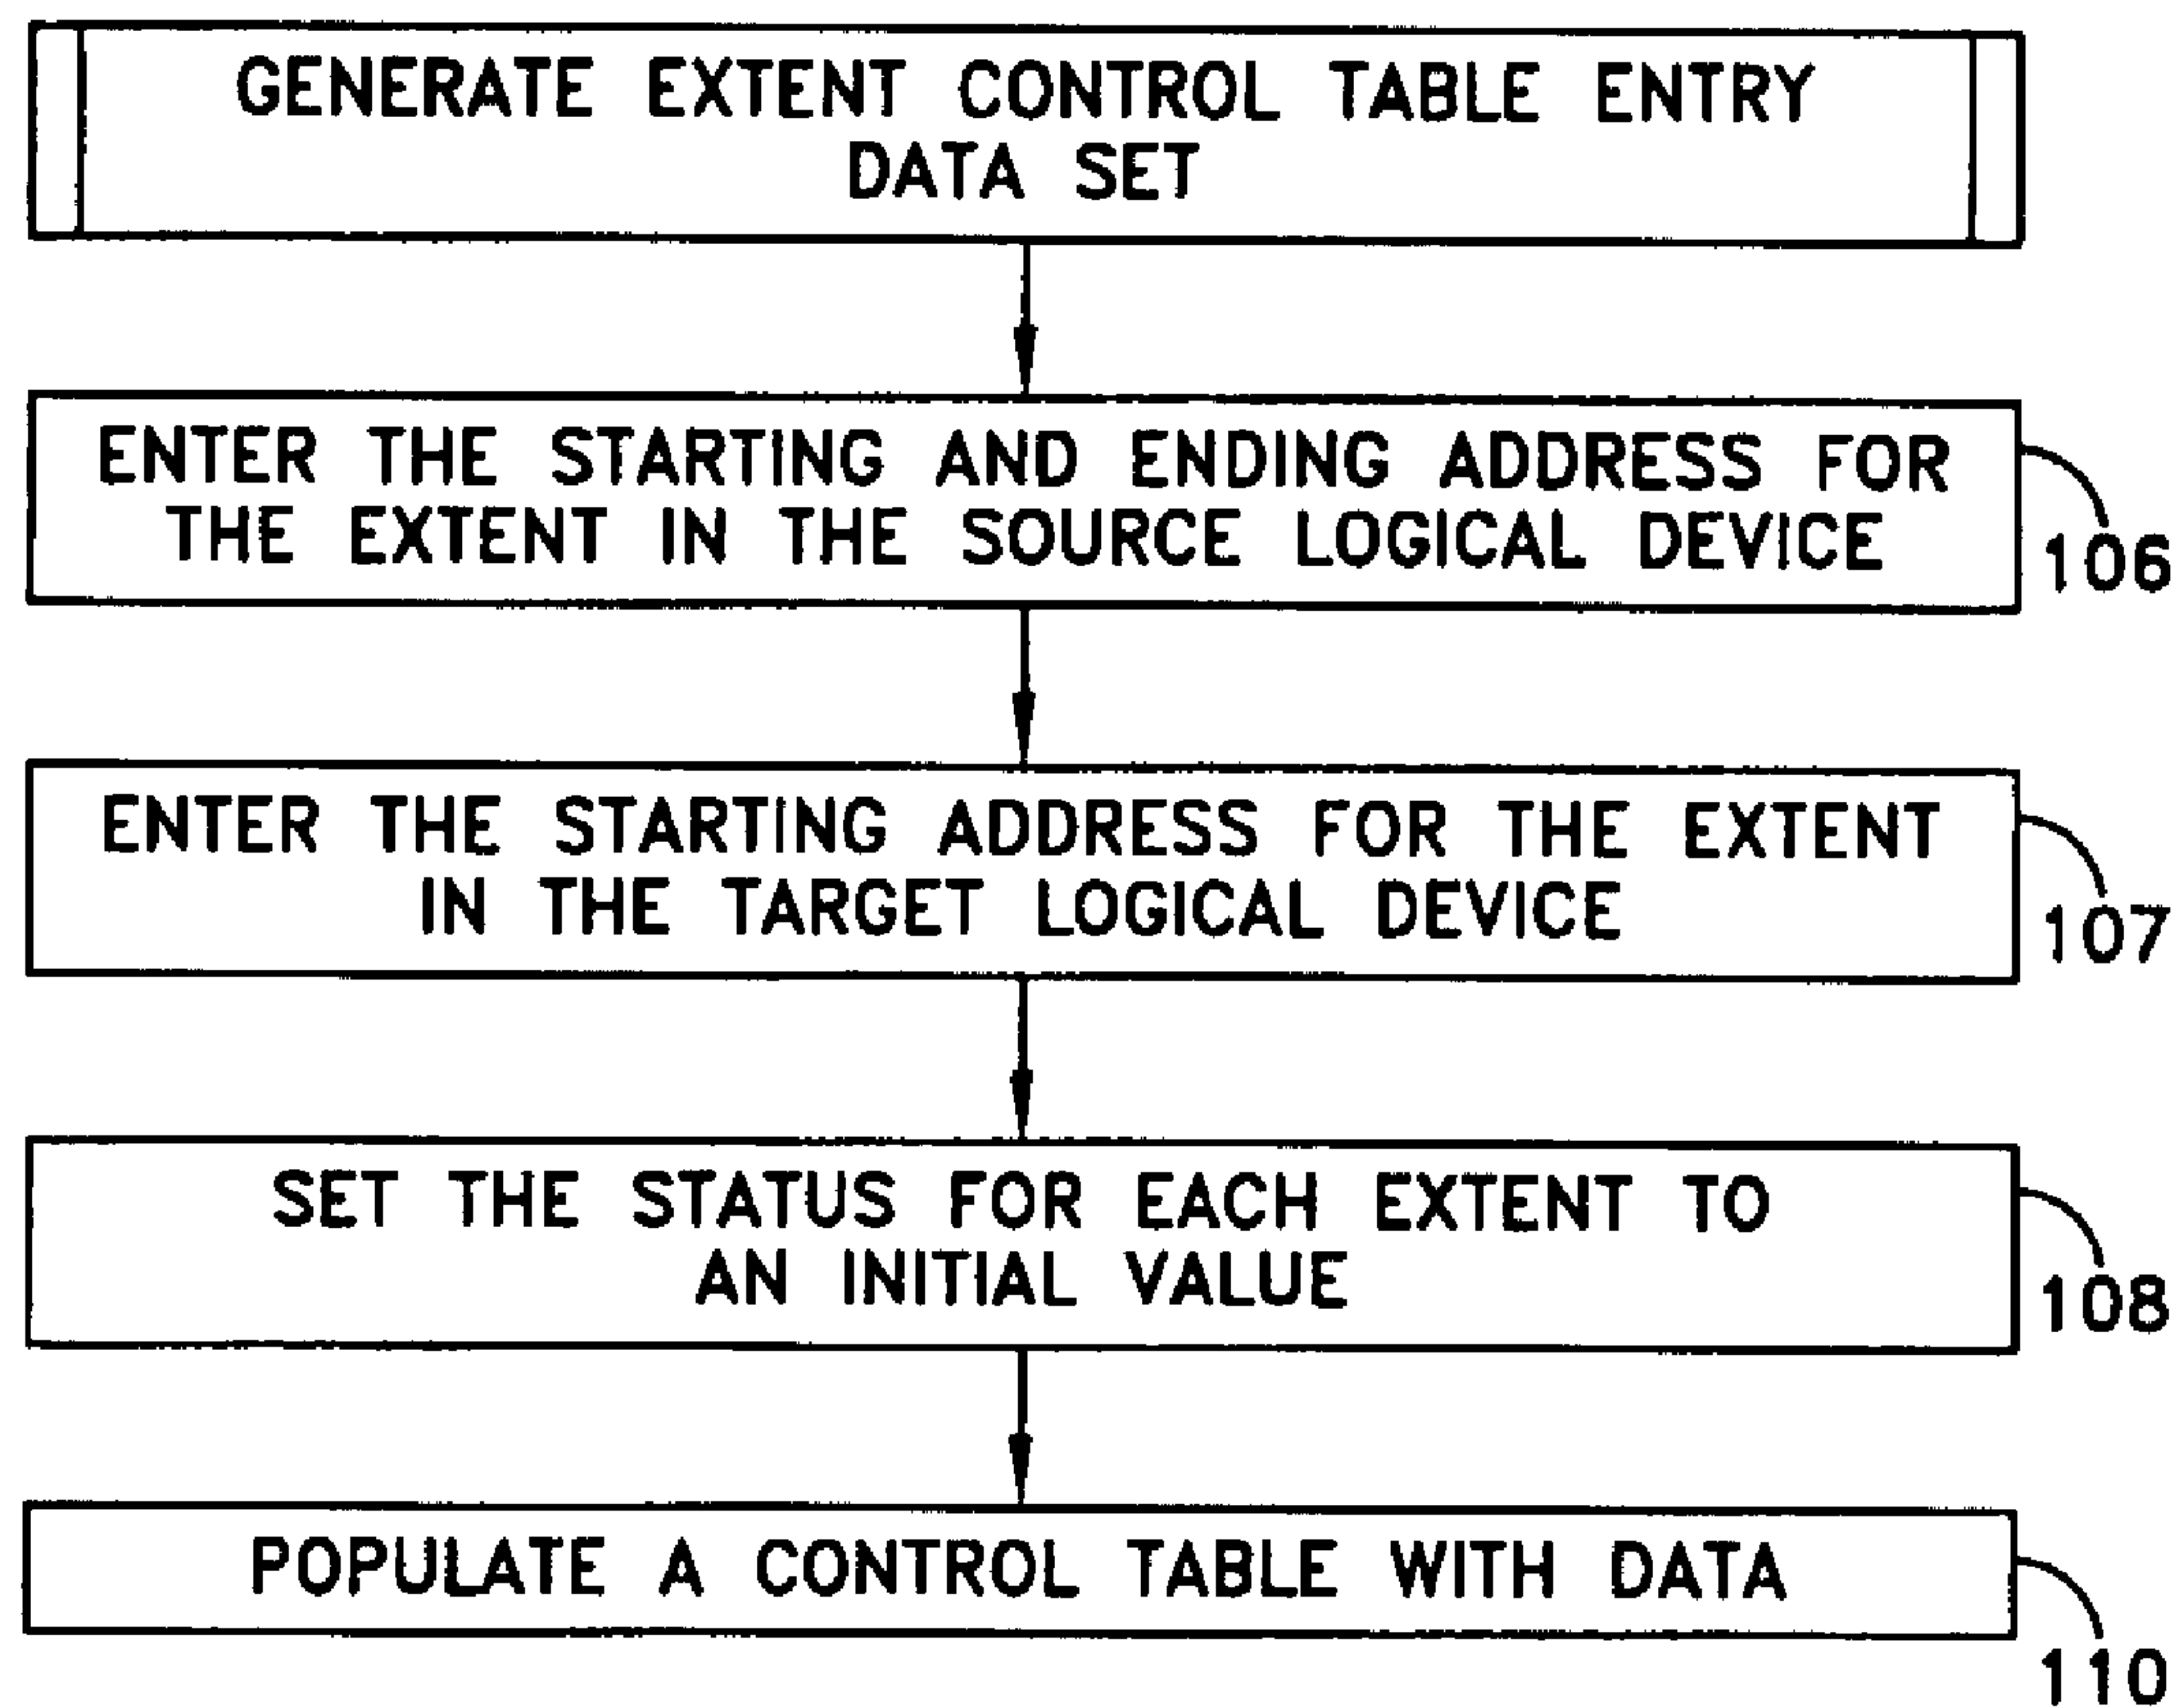 GENERATE EXTENT CONTROL TABLE ENTRY
DATA SET
ENTER THE STARTING AND ENDING ADDRESS FOR
THE EXTENT IN THE SOURCE LOGICAL DEVICE
106
ENTER THE STARTING ADDRESS FOR THE EXTENT
IN THE TARGET LOGICAL DEVICE
107
SET THE STATUS FOR EACH EXTENT TO
AN INITIAL VALUE
108
POPULATE A CONTROL TABLE WITH DATA
110